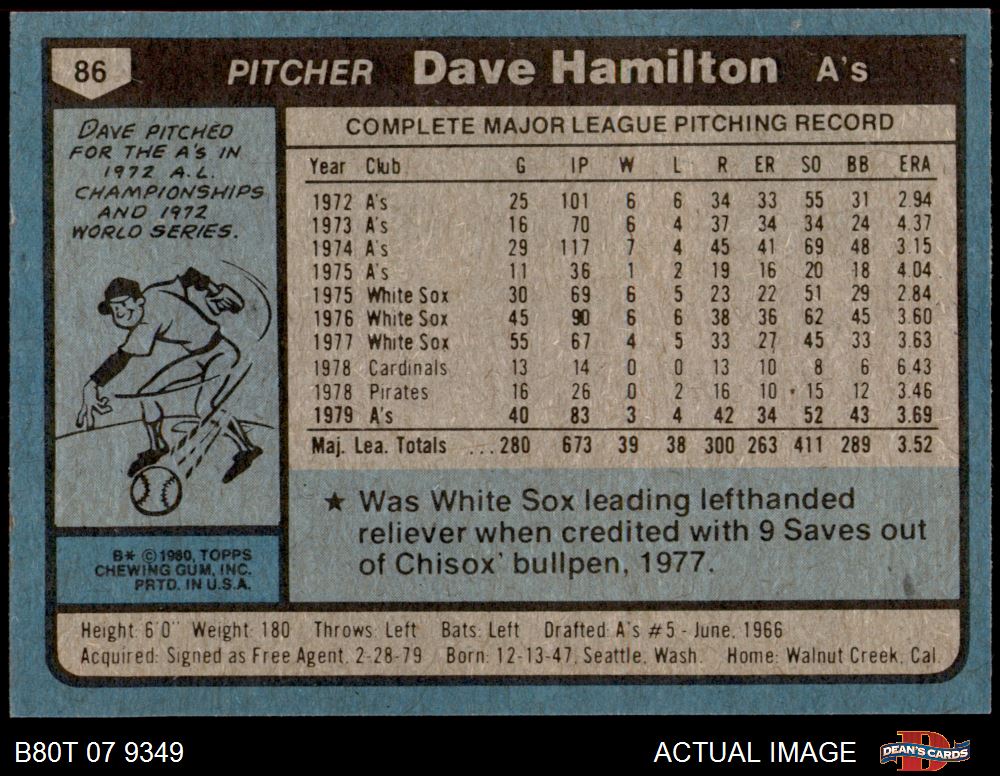 86 PITCHER Dave Hamilton A's
DAVE PITCHED
FOR THE A'S IN
1972 A.L.
CHAMPIONSHIPS
AND 1972
WORLD SERIES.
COMPLETE MAJOR LEAGUE PITCHING RECORD
Year Club G IP W L R ER SO BB ERA
1972 A's 25 101 6 6 34 33 55 31 2.94
1973 A's 16 70 6 4 37 34 34 24 4.37
1974 A's 29 117 7 4 45 41 69 48 3.15
1975 A's 11 36 1 2 19 16 20 18 4.04
1975 White Sox 30 69 6 5 23 22 51 29 2.84
1976 White Sox 45 90 6 6 38 36 62 45 3.60
1977 White Sox 55 67 4 5 33 27 45 33 3.63
1978 Cardinals 13 14 0 0 13 10 8 6 6.43
1978 Pirates 16 26 0 2 16 10 15 12 3.46
1979 A's 40 83 3 4 42 34 52 43 3.69
Maj. Lea. Totals ...280 673 39 38 300 263 411 289 3.52
★ Was White Sox leading lefthanded
reliever when credited with 9 Saves out
of Chisox' bullpen, 1977.
B* ©1980, TOPPS
CHEWING GUM, INC.
PRTD. IN U.S.A.
Height: 6'0" Weight: 180 Throws: Left Bats: Left Drafted: A's #5 - June, 1966
Acquired: Signed as Free Agent, 2-28-79 Born: 12-13-47, Seattle, Wash. Home: Walnut Creek, Cal.
B80T 07 9349 ACTUAL IMAGE DEAN'S CARDS